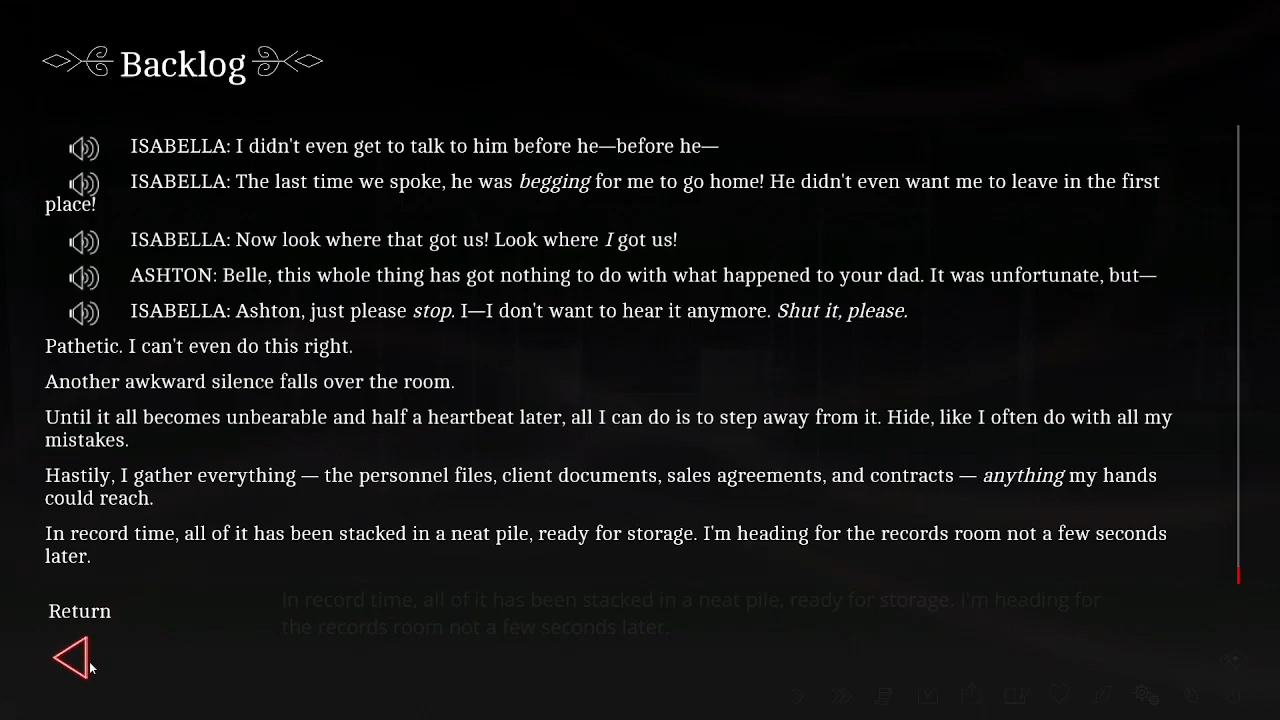 Backlog
ISABELLA: I didn't even get to talk to him before he—before he—
ISABELLA: The last time we spoke, he was begging for me to go home! He didn't even want me to leave in the first
place!
ISABELLA: Now look where that got us! Look where I got us!
ASHTON: Belle, this whole thing has got nothing to do with what happened to your dad. It was unfortunate, but—
ISABELLA: Ashton, just please stop. I—I don't want to hear it anymore. Shut it, please.
Pathetic. I can't even do this right.
Another awkward silence falls over the room.
Until it all becomes unbearable and half a heartbeat later, all I can do is to step away from it. Hide, like I often do with all my
mistakes.
Hastily, I gather everything — the personnel files, client documents, sales agreements, and contracts — anything my hands
could reach.
In record time, all of it has been stacked in a neat pile, ready for storage. I'm heading for the records room not a few seconds
later.
In record time, all of it has been stacked in a neat pile, ready for storage. I'm heading for
the records room not a few seconds later.
Return